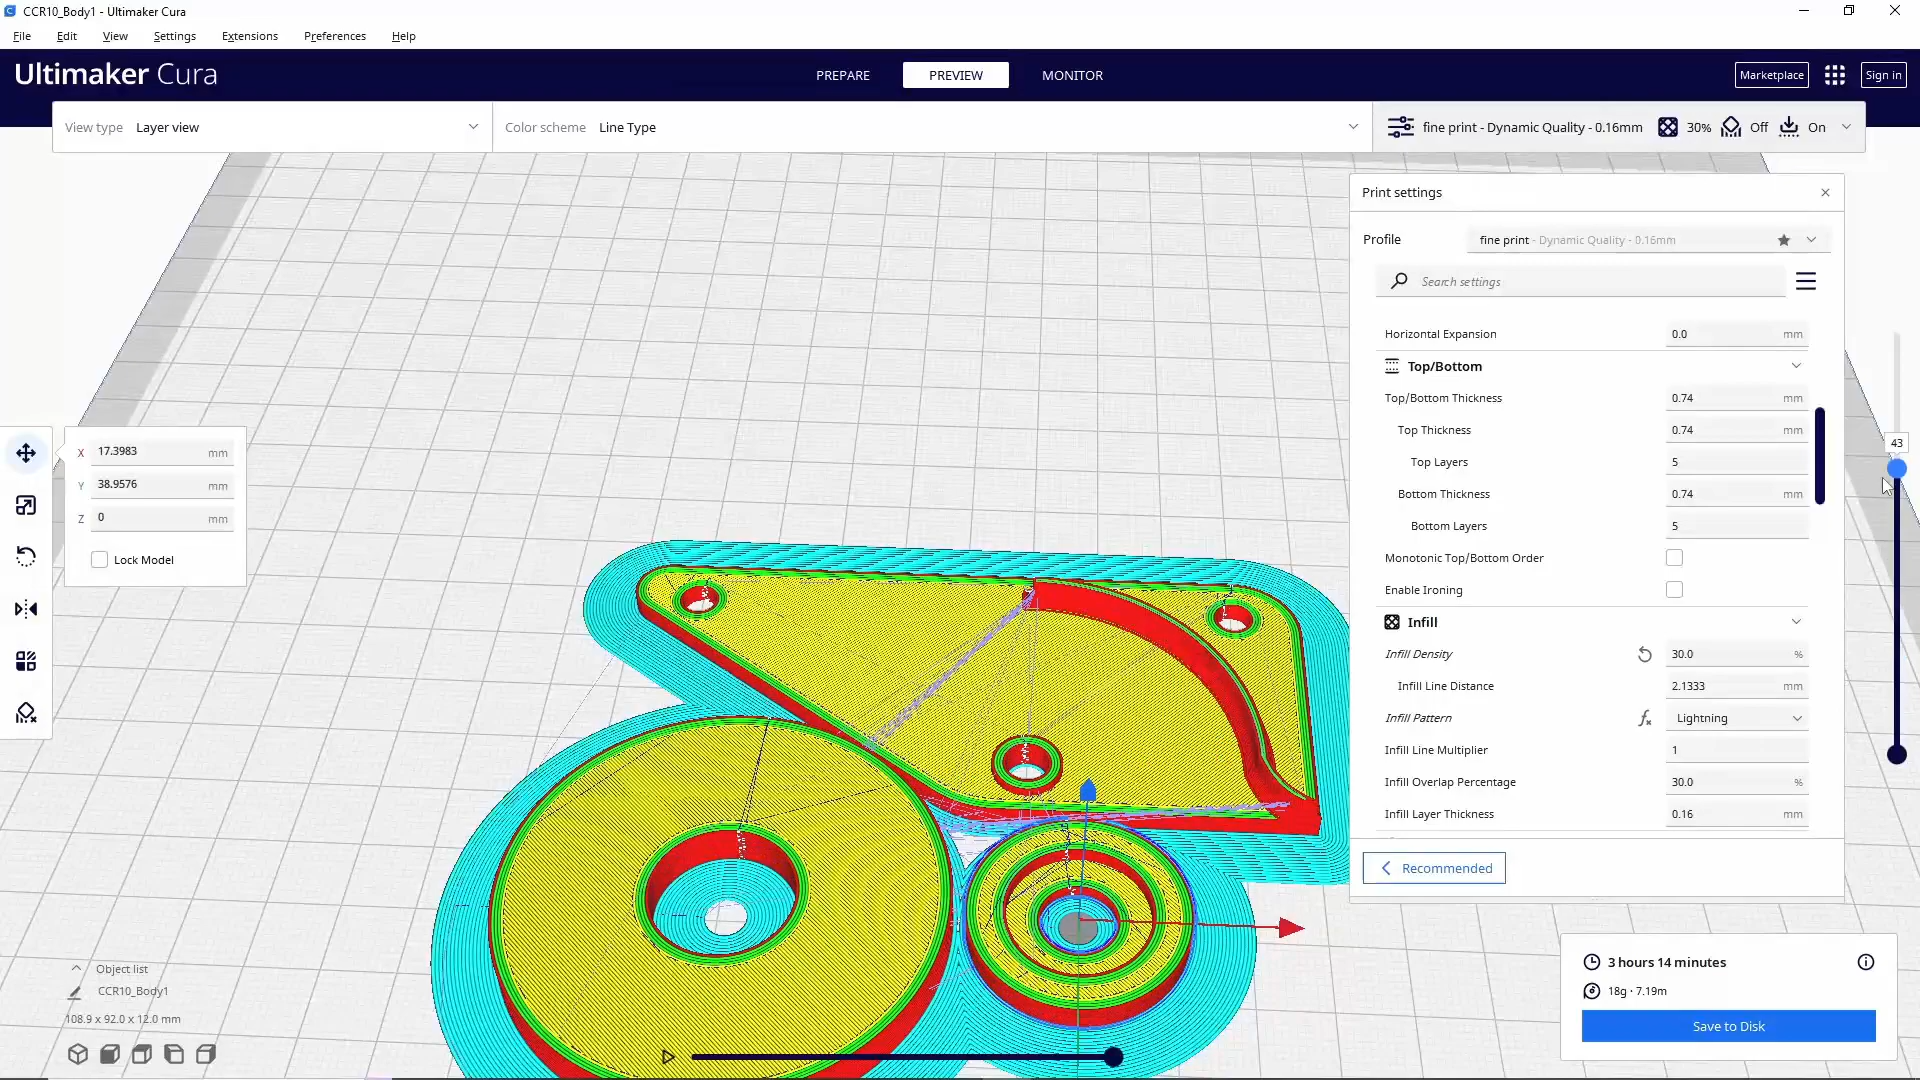 CCR10_Body1 - Ultimaker Cura
File Edit View Settings Extensions Preferences Help
Ultimaker Cura
PREPARE PREVIEW MONITOR
Marketplace Sign in
View type Layer view
Color scheme Line Type
fine print - Dynamic Quality - 0.16mm 30% Off On
Print settings
Profile fine print - Dynamic Quality - 0.16mm
Search settings
Horizontal Expansion 0.0 mm
Top/Bottom
Top/Bottom Thickness 0.74 mm
Top Thickness 0.74 mm
Top Layers 5
Bottom Thickness 0.74 mm
Bottom Layers 5
Monotonic Top/Bottom Order
Enable Ironing
Infill
Infill Density 30.0 %
Infill Line Distance 2.1333 mm
Infill Pattern Lightning
Infill Line Multiplier 1
Infill Overlap Percentage 30.0 %
Infill Layer Thickness 0.16 mm
Recommended
43
X 17.3983 mm
Y 38.9576 mm
Z 0 mm
Lock Model
Object list
CCR10_Body1
108.9 x 92.0 x 12.0 mm
3 hours 14 minutes
18g · 7.19m
Save to Disk